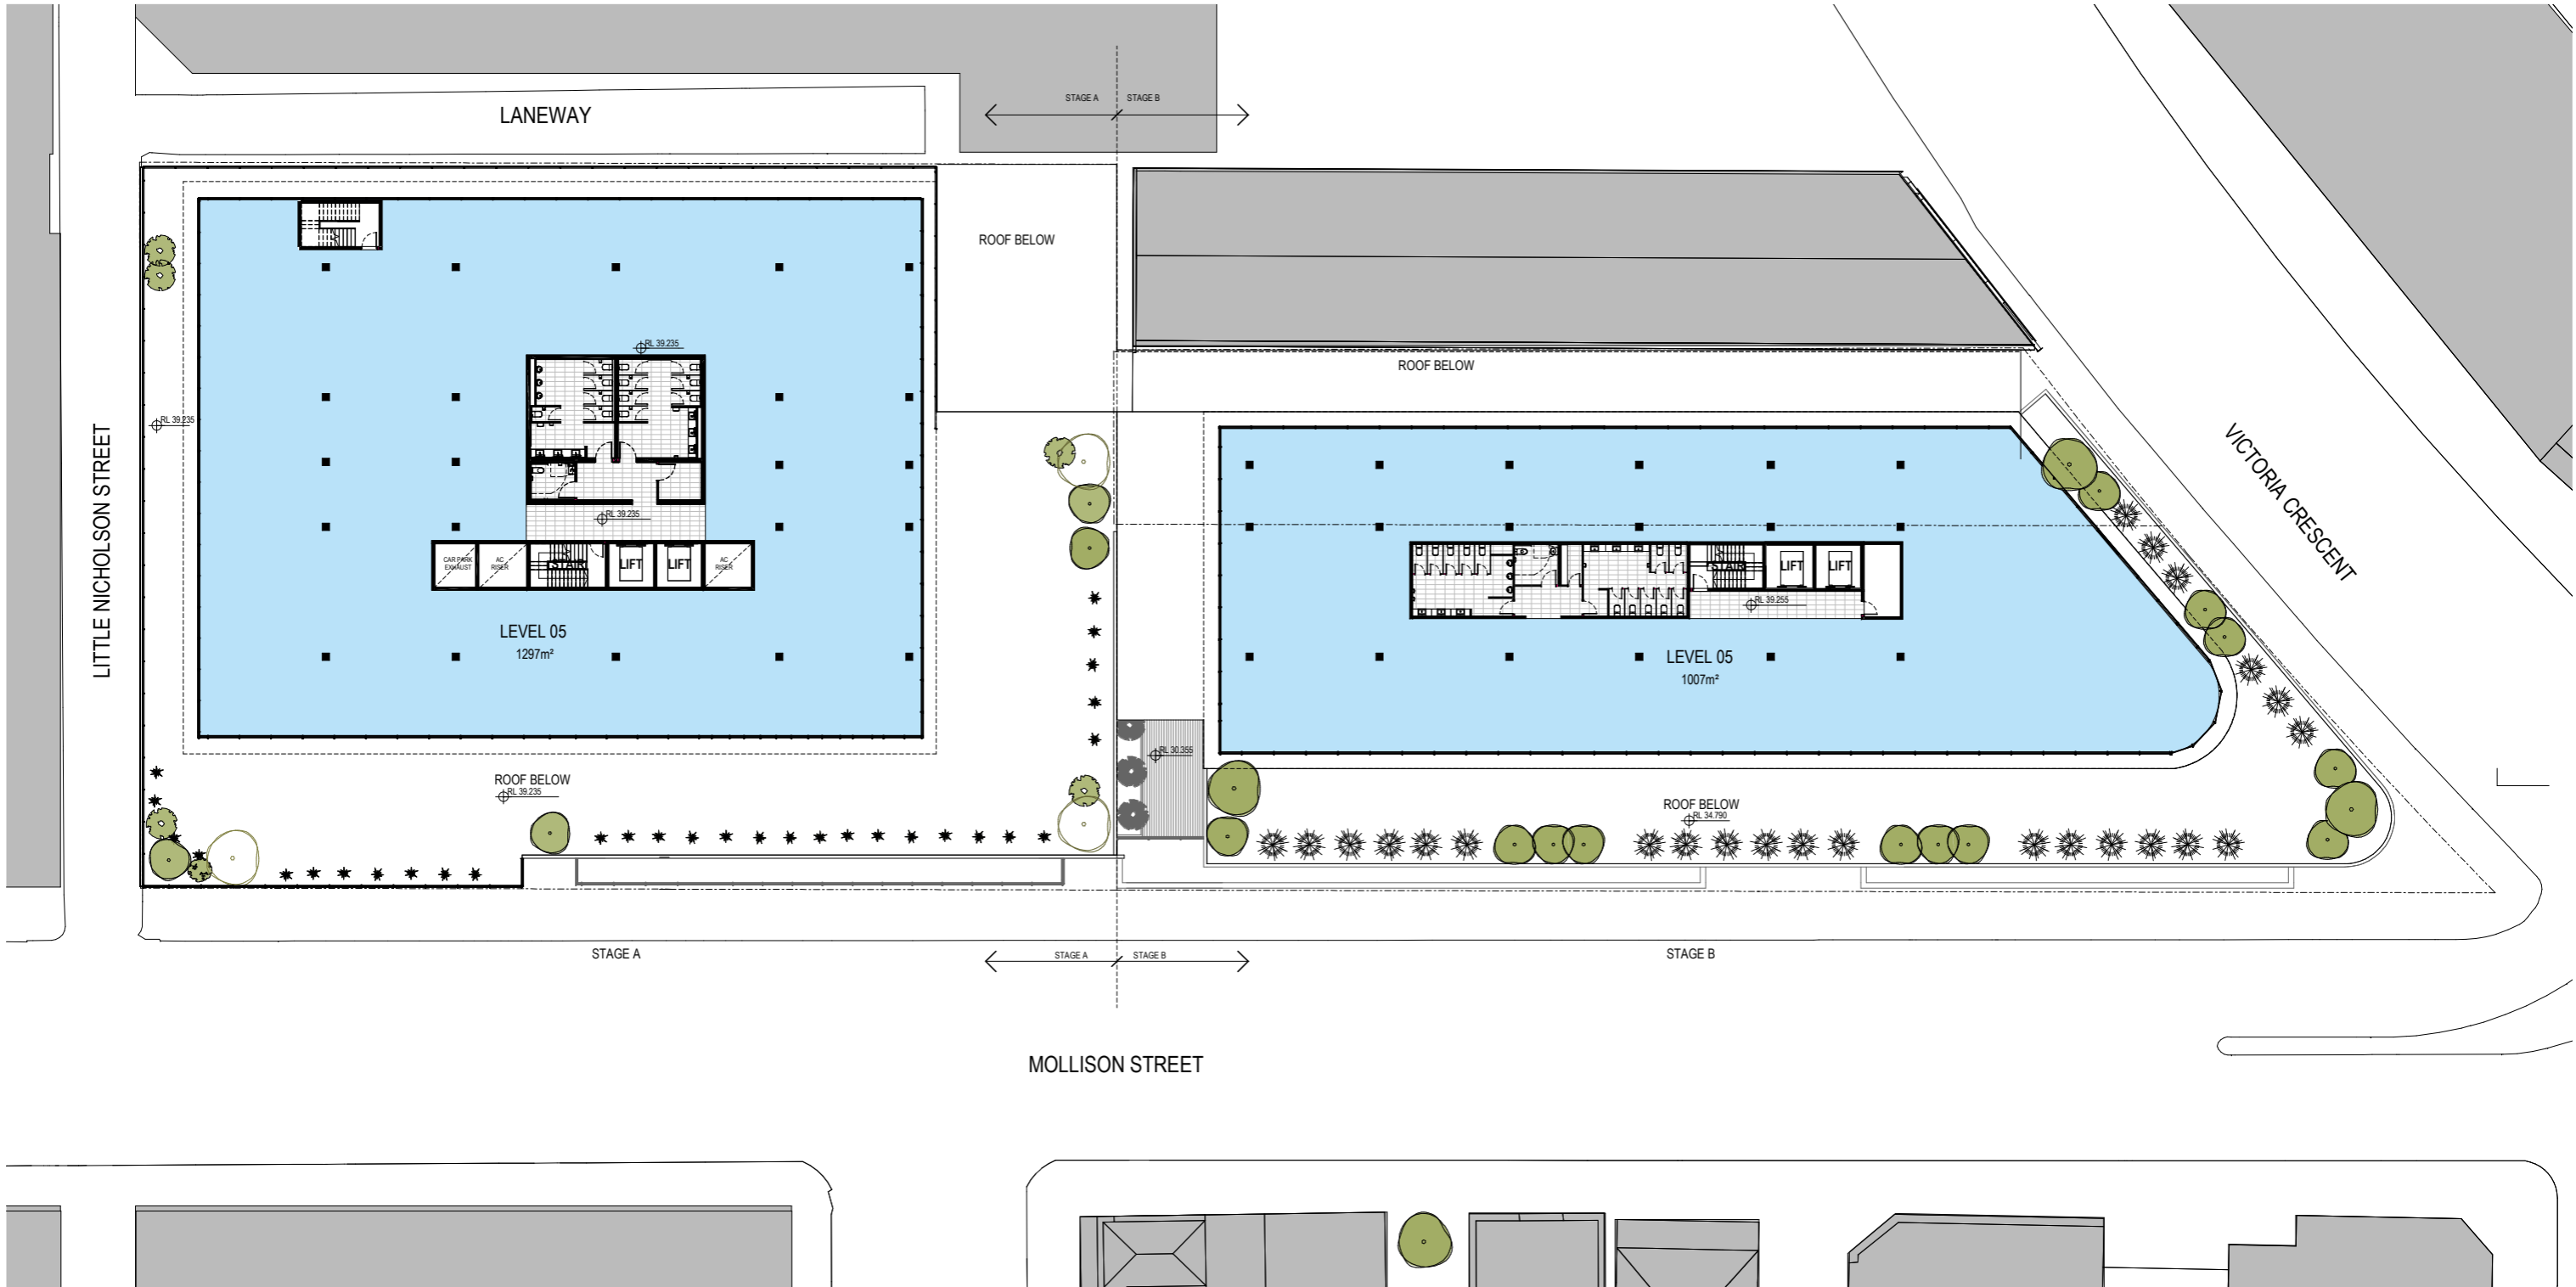 STAGE A
STAGE B
LANEWAY
ROOF BELOW
RL 39.235
ROOF BELOW
RL 39.235
LITTLE NICHOLSON STREET
VICTORIA CRESCENT
RL 39.235
CAR PARK
EXHAUST
AC
RISER
STAIR
LIFT
LIFT
AC
RISER
STAIR
LIFT
LIFT
RL 39.255
LEVEL 05
1297m²
LEVEL 05
1007m²
RL 30.355
ROOF BELOW
RL 39.235
ROOF BELOW
RL 34.790
STAGE A
STAGE A
STAGE B
STAGE B
MOLLISON STREET